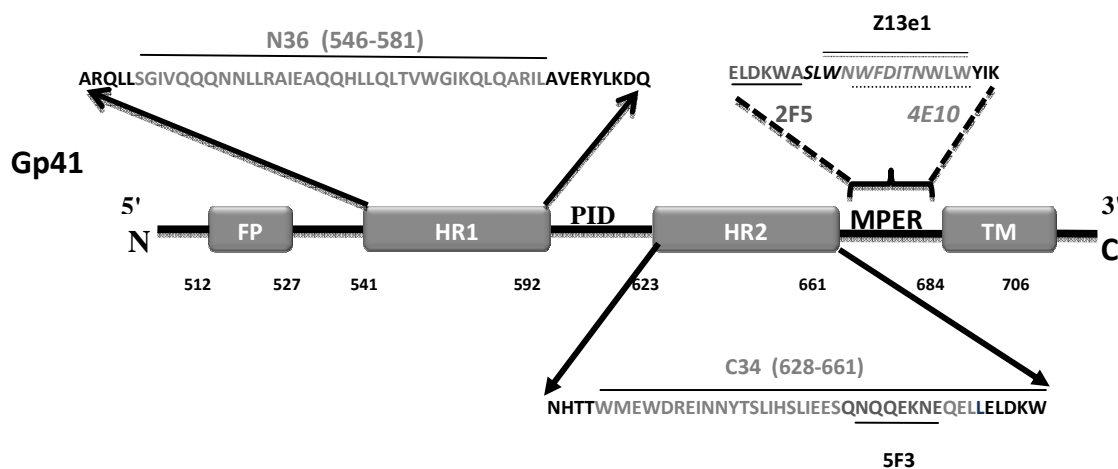 Z13e1
N36 (546-581)
ARQLLSGIVQQQNNLLRAIEAQQHLLQLTVWGIKQLQARILAVERYLKDQ
ELDKWASLWNWFDITNWLWYIK
2F5 4E10
Gp41
5' 3'
N FP HR1 PID HR2 MPER TM C
512 527 541 592 623 661 684 706
C34 (628-661)
NHTTWMEWDREINNYTSLIHSLIEESQNQQEKNEQELLELDKW
5F3